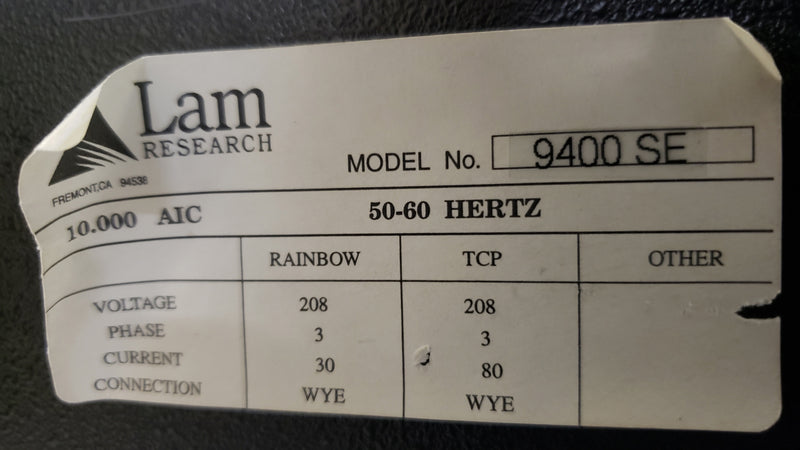 Lam
RESEARCH
FREMONT,CA 94538
MODEL No. 9400 SE
10.000 AIC 50-60 HERTZ
RAINBOW TCP OTHER
VOLTAGE 208 208
PHASE 3 3
CURRENT 30 80
CONNECTION WYE WYE